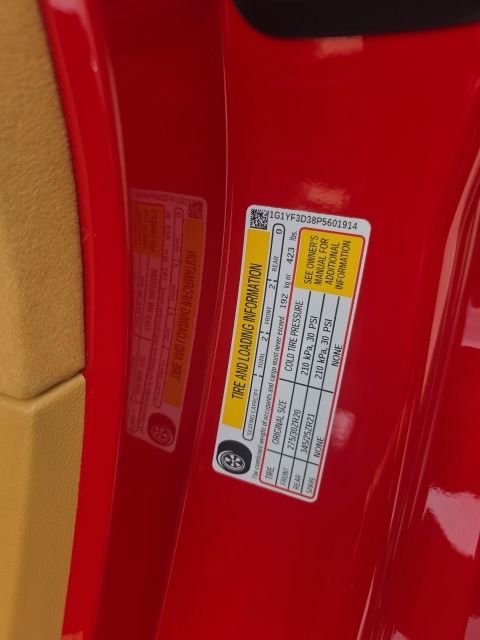 1G1YF3D38P5601914
TIRE AND LOADING INFORMATION
SEATING CAPACITY TOTAL 2 FRONT 2 REAR 0
The combined weight of occupants and cargo must never exceed 192 kg or 423 lbs.
TIRE ORIGINAL SIZE COLD TIRE PRESSURE
FRONT 275/30ZR20 210 kPa, 30 PSI
REAR 345/25ZR21 210 kPa, 30 PSI
SPARE NONE NONE
SEE OWNER'S
MANUAL FOR
ADDITIONAL
INFORMATION